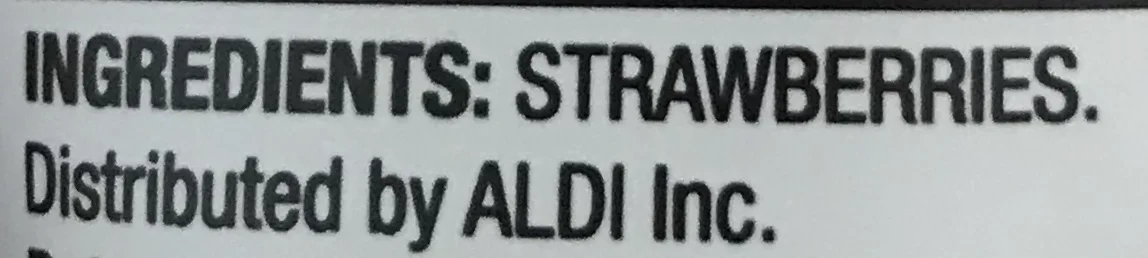 INGREDIENTS: STRAWBERRIES.
Distributed by ALDI Inc.